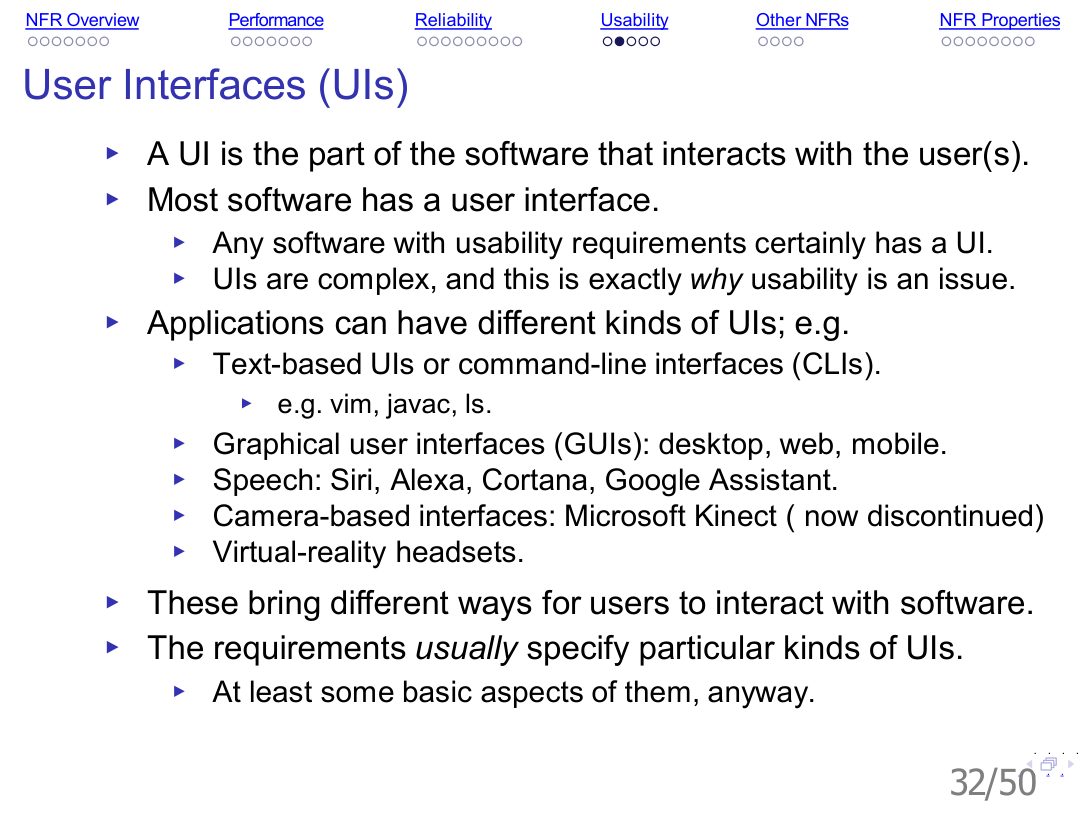 NFR Overview Performance Reliability Usability Other NFRs NFR Properties
User Interfaces (UIs)
A UI is the part of the software that interacts with the user(s).
Most software has a user interface.
Any software with usability requirements certainly has a UI.
UIs are complex, and this is exactly why usability is an issue.
Applications can have different kinds of UIs; e.g.
Text-based UIs or command-line interfaces (CLIs).
e.g. vim, javac, ls.
Graphical user interfaces (GUIs): desktop, web, mobile.
Speech: Siri, Alexa, Cortana, Google Assistant.
Camera-based interfaces: Microsoft Kinect ( now discontinued)
Virtual-reality headsets.
These bring different ways for users to interact with software.
The requirements usually specify particular kinds of UIs.
At least some basic aspects of them, anyway.
32/50